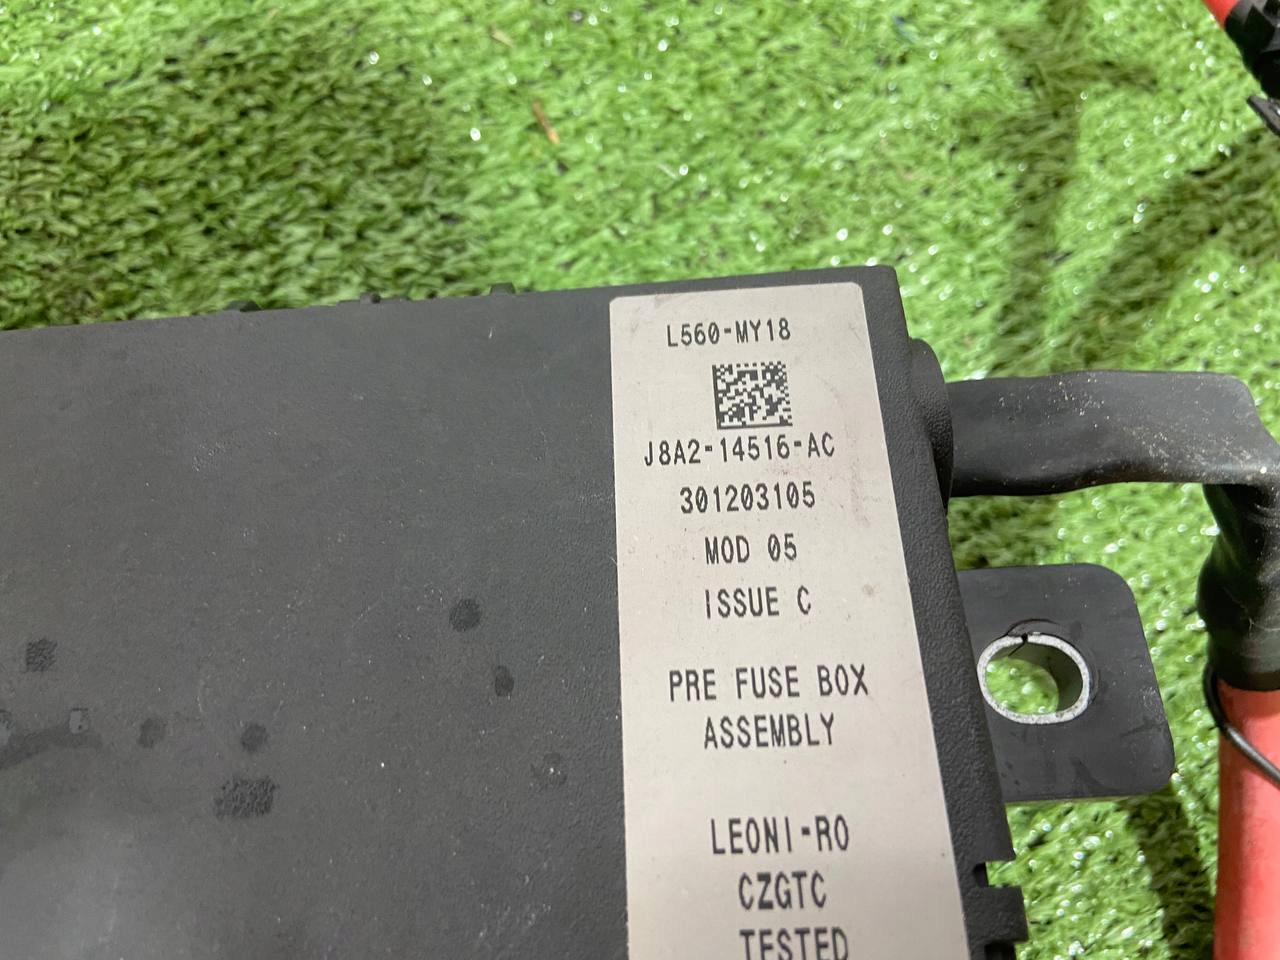 L560-MY18
J8A2-14516-AC
301203105
MOD 05
ISSUE C
PRE FUSE BOX
ASSEMBLY
LEONI-RO
CZGTC
TESTED